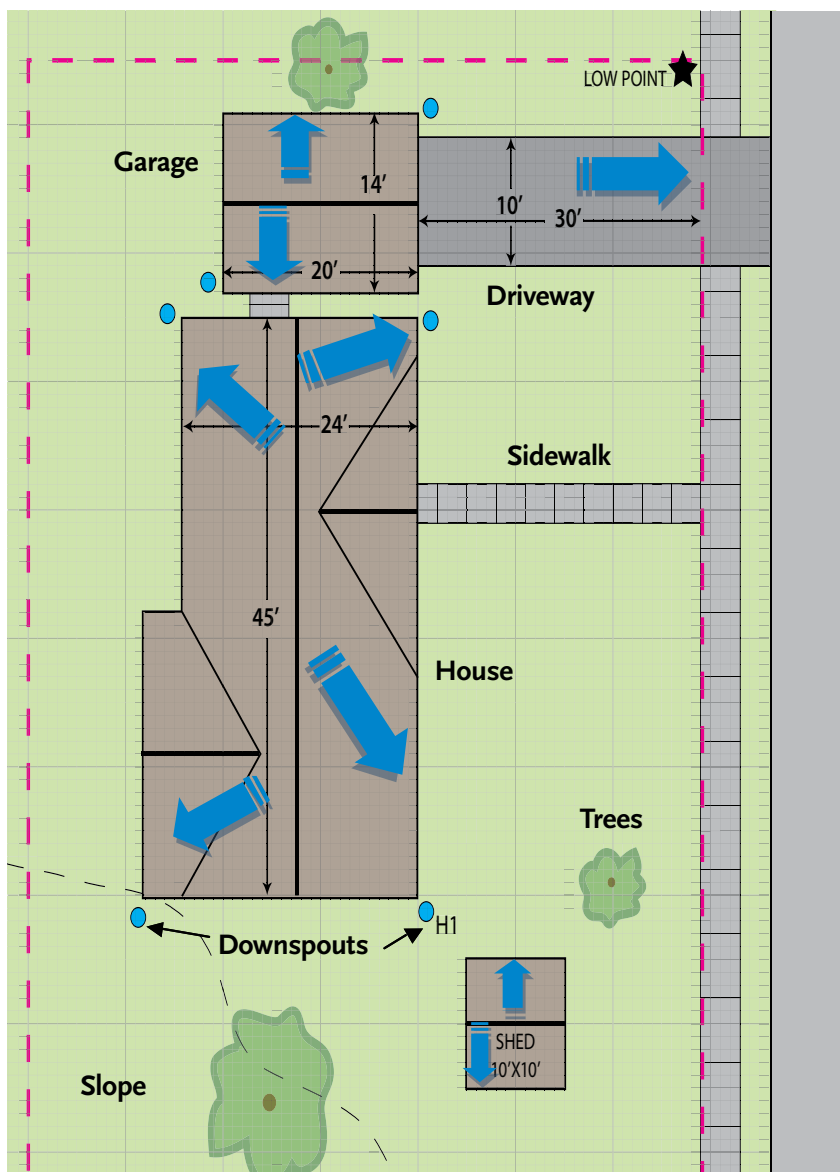 LOW POINT
Garage
14′
10′
30′
20′
Driveway
24′
Sidewalk
45′
House
Trees
H1
Downspouts
SHED
10′X10′
Slope